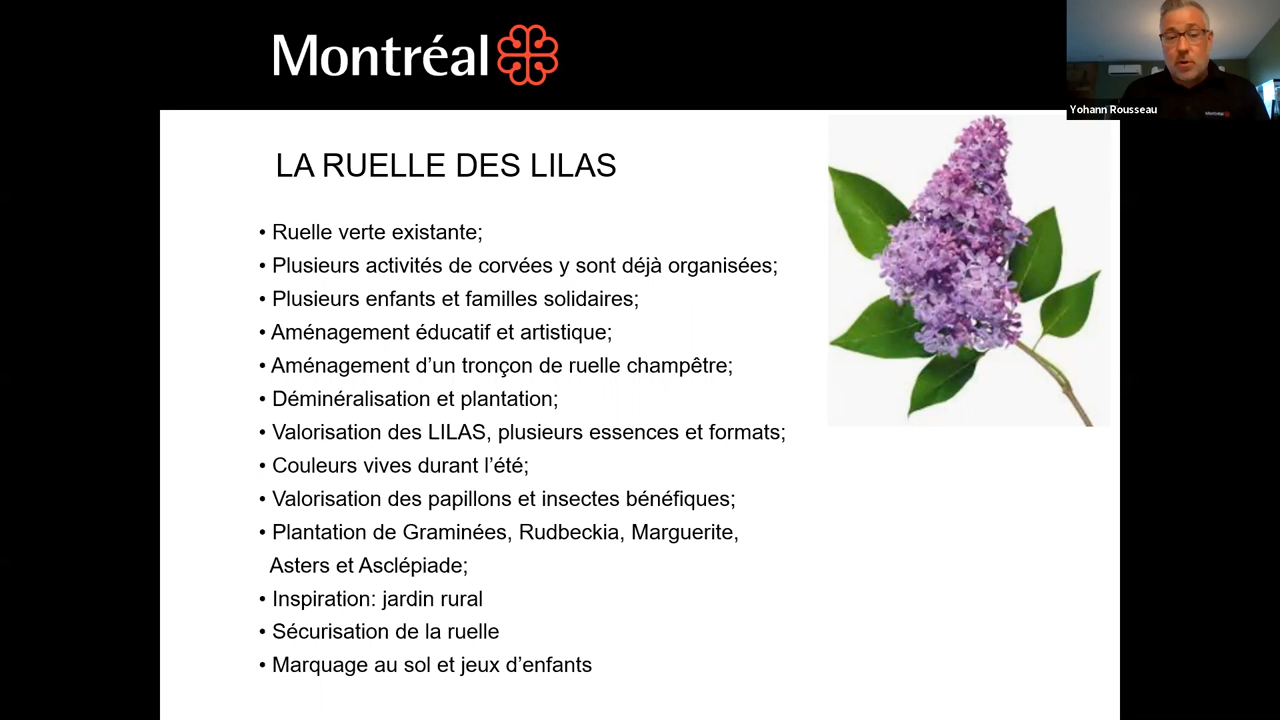 Montréal
Yohann Rousseau
Montréal
LA RUELLE DES LILAS
• Ruelle verte existante;
• Plusieurs activités de corvées y sont déjà organisées;
• Plusieurs enfants et familles solidaires;
• Aménagement éducatif et artistique;
• Aménagement d’un tronçon de ruelle champêtre;
• Déminéralisation et plantation;
• Valorisation des LILAS, plusieurs essences et formats;
• Couleurs vives durant l’été;
• Valorisation des papillons et insectes bénéfiques;
• Plantation de Graminées, Rudbeckia, Marguerite,
Asters et Asclépiade;
• Inspiration: jardin rural
• Sécurisation de la ruelle
• Marquage au sol et jeux d’enfants